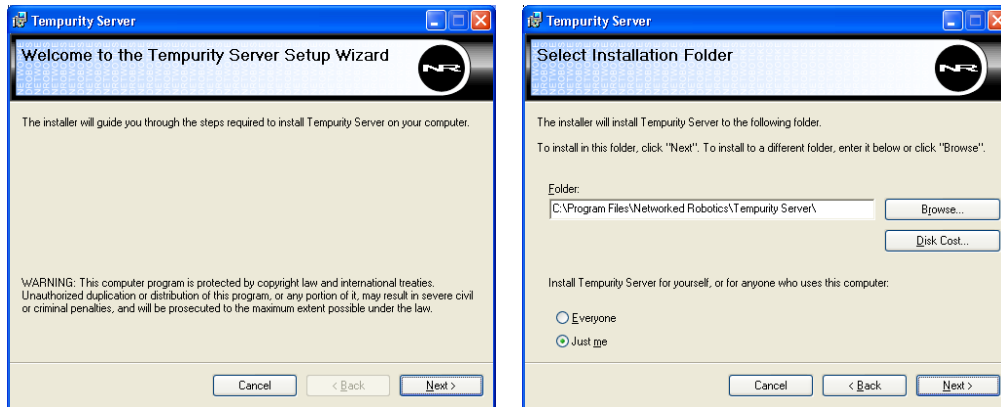 Tempurity Server
Welcome to the Tempurity Server Setup Wizard
NR
The installer will guide you through the steps required to install Tempurity Server on your computer.
WARNING: This computer program is protected by copyright law and international treaties.
Unauthorized duplication or distribution of this program, or any portion of it, may result in severe civil
or criminal penalties, and will be prosecuted to the maximum extent possible under the law.
Cancel
< Back
Next >
Tempurity Server
Select Installation Folder
NR
The installer will install Tempurity Server to the following folder.
To install in this folder, click "Next". To install to a different folder, enter it below or click "Browse".
Folder:
C:\Program Files\Networked Robotics\Tempurity Server\
Browse...
Disk Cost...
Install Tempurity Server for yourself, or for anyone who uses this computer:
Everyone
Just me
Cancel
< Back
Next >